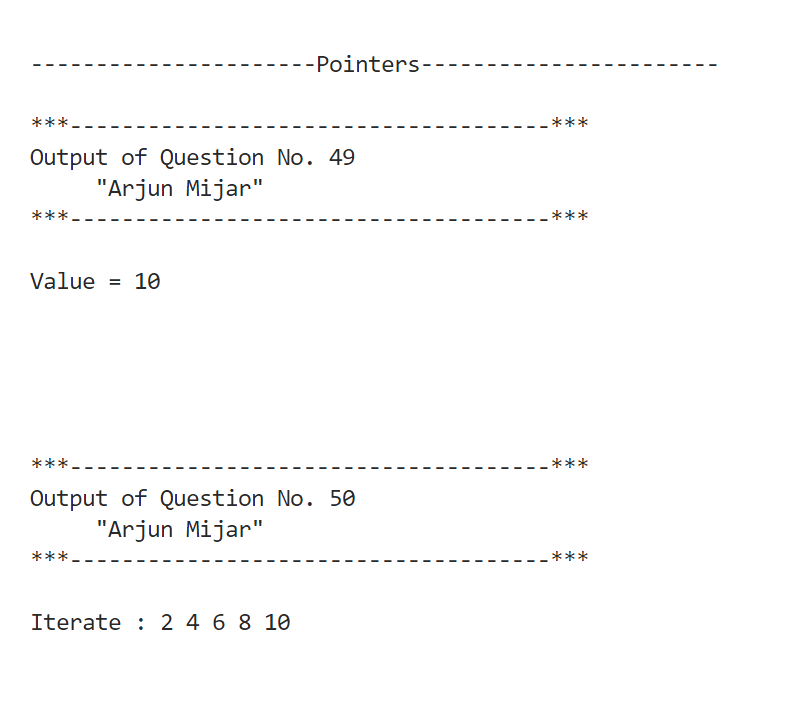 ----------------------Pointers-----------------------
***-------------------------------------***
Output of Question No. 49
"Arjun Mijar"
***-------------------------------------***
Value = 10
***-------------------------------------***
Output of Question No. 50
"Arjun Mijar"
***-------------------------------------***
Iterate : 2 4 6 8 10